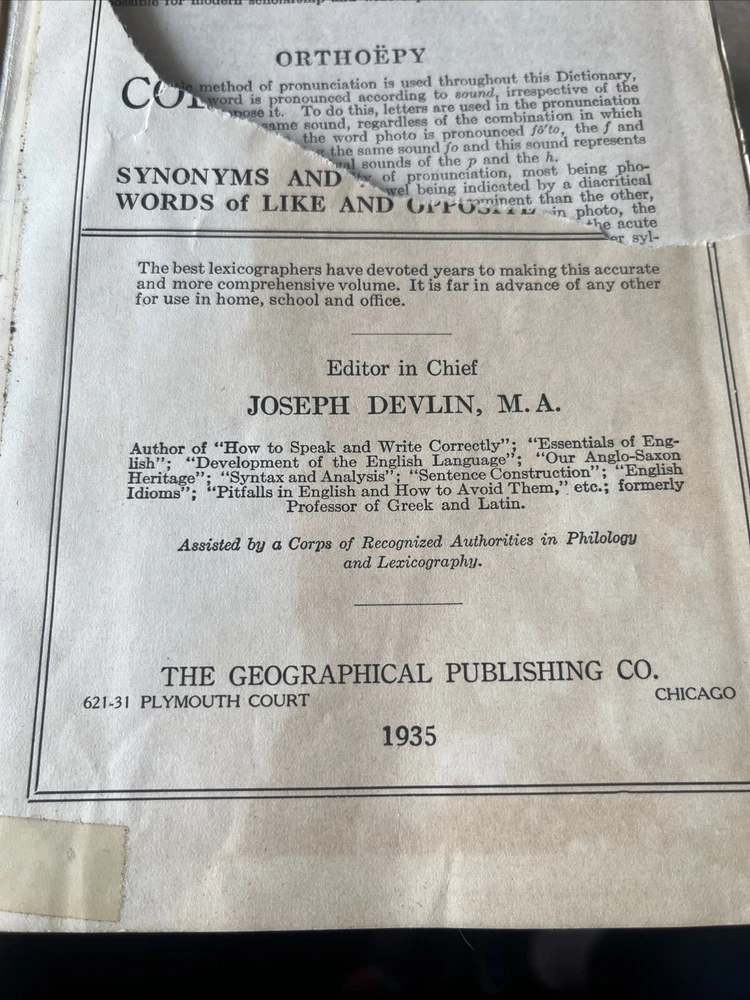 for modern scholarship and
ORTHOËPY
method of pronunciation is used throughout this Dictionary,
word is pronounced according to sound, irrespective of the
To do this, letters are used in the pronunciation
same sound, regardless of the combination in which
the word photo is pronounced fō′to, the f and
the same sound fo and this sound represents
sounds of the p and the h.
of pronunciation, most being pho-
being indicated by a diacritical
than the other,
in photo, the
the acute
syl-
SYNONYMS AND
WORDS of LIKE AND OPPOSITE
The best lexicographers have devoted years to making this accurate
and more comprehensive volume. It is far in advance of any other
for use in home, school and office.
Editor in Chief
JOSEPH DEVLIN, M. A.
Author of “How to Speak and Write Correctly”; “Essentials of Eng-
lish”; “Development of the English Language”; “Our Anglo-Saxon
Heritage”; “Syntax and Analysis”; “Sentence Construction”; “English
Idioms”; “Pitfalls in English and How to Avoid Them,” etc.; formerly
Professor of Greek and Latin.
Assisted by a Corps of Recognized Authorities in Philology
and Lexicography.
THE GEOGRAPHICAL PUBLISHING CO.
621-31 PLYMOUTH COURT CHICAGO
1935